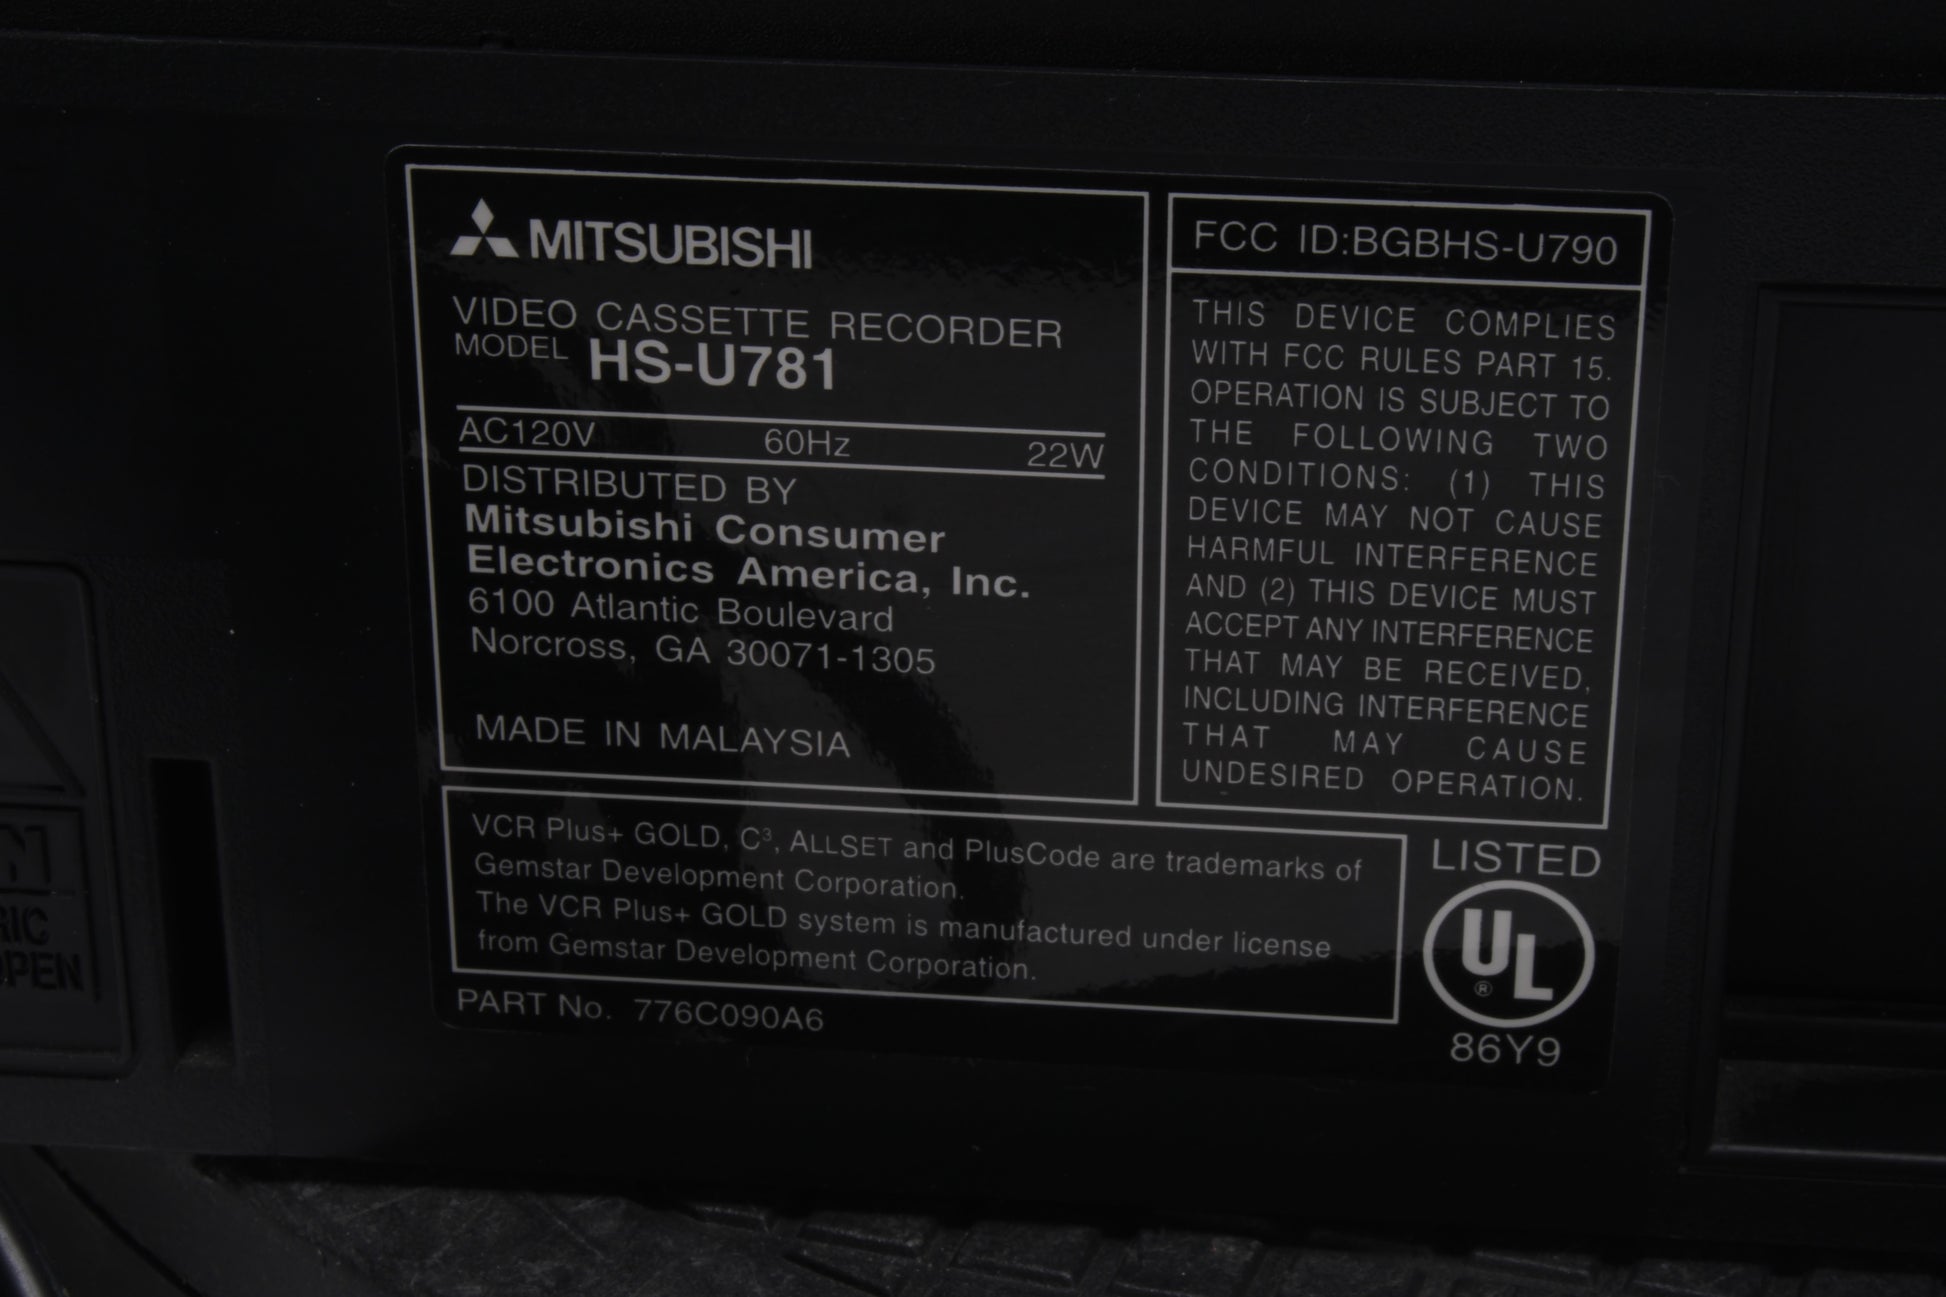 MITSUBISHI
VIDEO CASSETTE RECORDER
MODEL HS-U781
AC120V 60Hz 22W
DISTRIBUTED BY
Mitsubishi Consumer
Electronics America, Inc.
6100 Atlantic Boulevard
Norcross, GA 30071-1305
MADE IN MALAYSIA
FCC ID:BGBHS-U790
THIS DEVICE COMPLIES
WITH FCC RULES PART 15.
OPERATION IS SUBJECT TO
THE FOLLOWING TWO
CONDITIONS: (1) THIS
DEVICE MAY NOT CAUSE
HARMFUL INTERFERENCE
AND (2) THIS DEVICE MUST
ACCEPT ANY INTERFERENCE
THAT MAY BE RECEIVED,
INCLUDING INTERFERENCE
THAT MAY CAUSE
UNDESIRED OPERATION.
VCR Plus+ GOLD, C³, ALLSET and PlusCode are trademarks of
Gemstar Development Corporation.
The VCR Plus+ GOLD system is manufactured under license
from Gemstar Development Corporation.
PART No. 776C090A6
LISTED
UL
®
86Y9